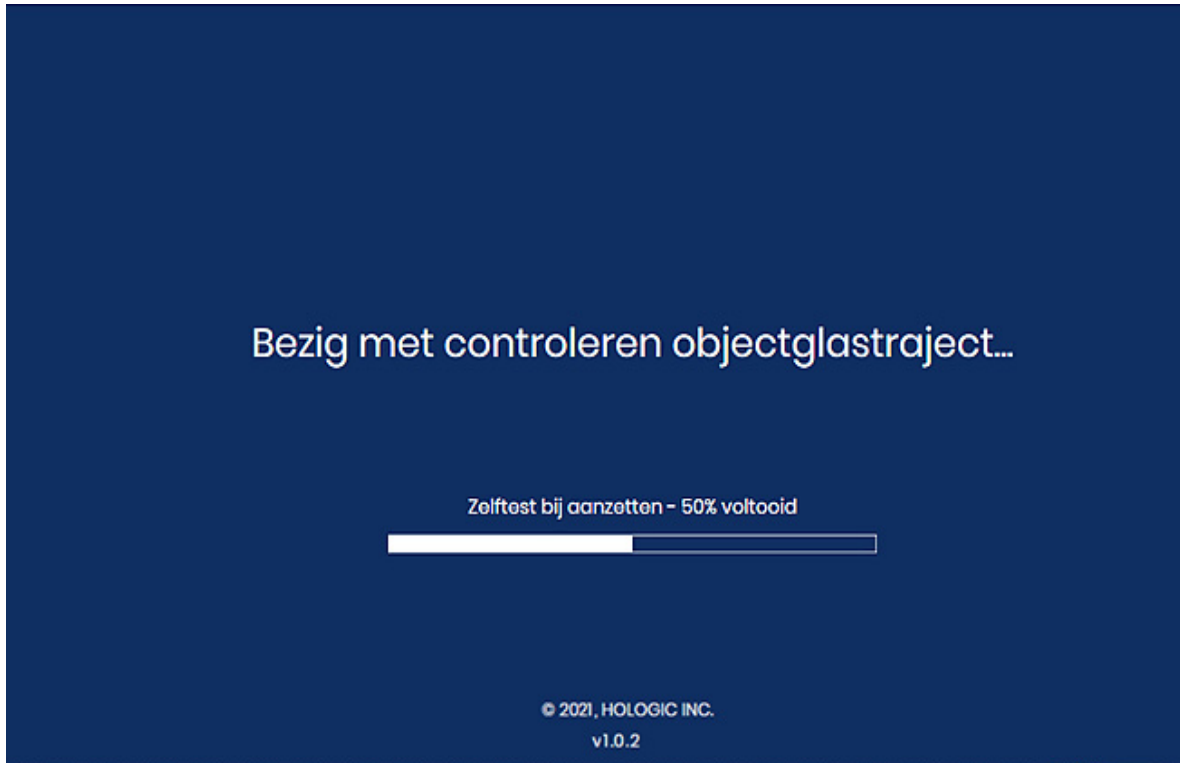 Bezig met controleren objectglastraject...
Zelftest bij aanzetten - 50% voltooid
© 2021, HOLOGIC INC.
v1.0.2